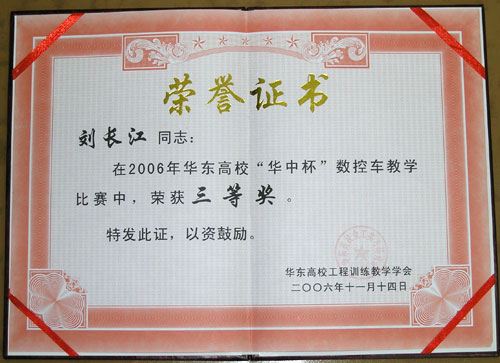 荣誉证书
刘长江 同志：
在2006年华东高校“华中杯”数控车教学
比赛中，荣获 三等奖 。
特发此证，以资鼓励。
华东高校工程训练教学学会
二〇〇六年十一月十四日